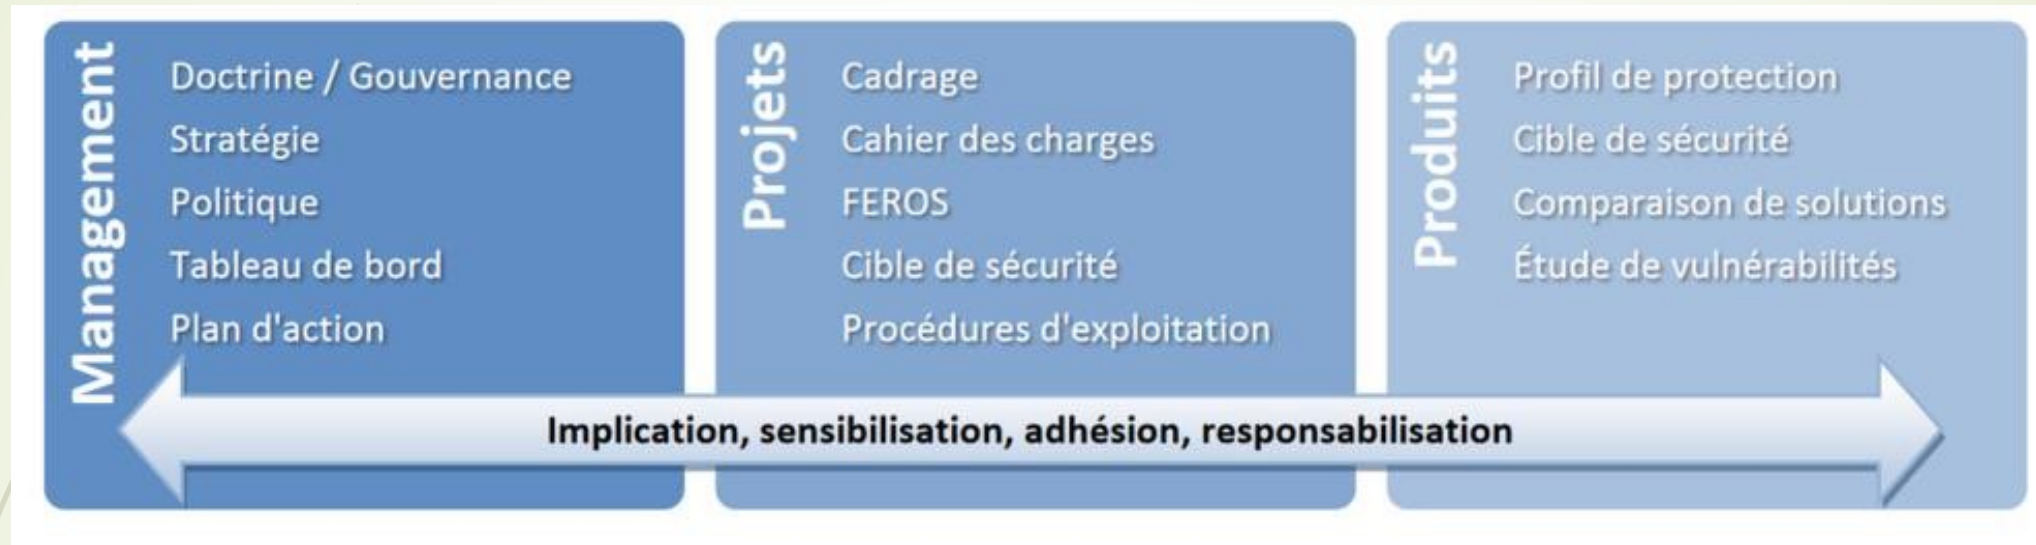 Management
Doctrine / Gouvernance
Stratégie
Politique
Tableau de bord
Plan d'action
Projets
Cadrage
Cahier des charges
FEROS
Cible de sécurité
Procédures d'exploitation
Produits
Profil de protection
Cible de sécurité
Comparaison de solutions
Étude de vulnérabilités
Implication, sensibilisation, adhésion, responsabilisation